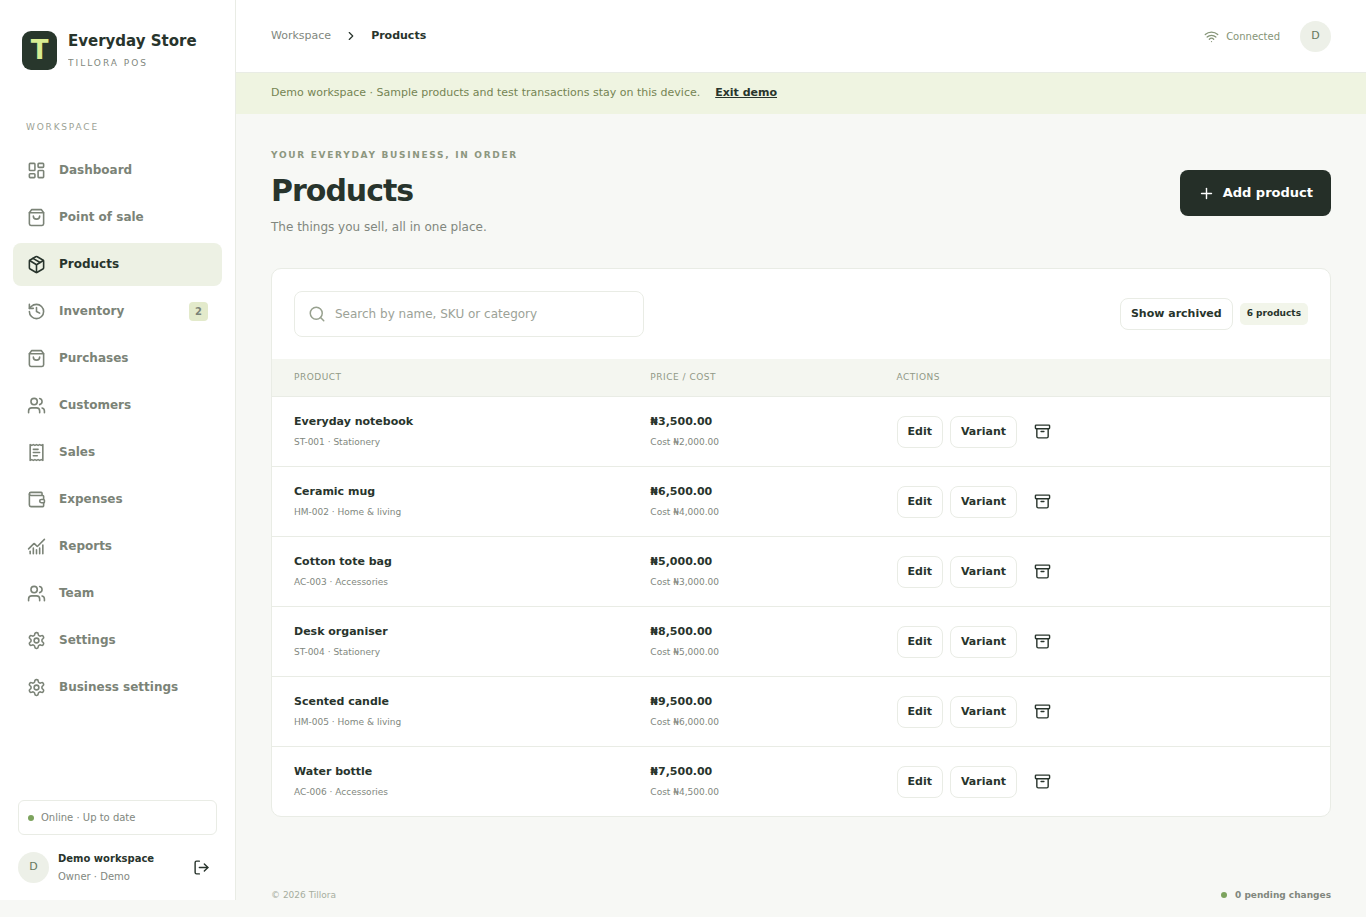 T
Everyday Store
TILLORA POS
WORKSPACE
Dashboard
Point of sale
Products
Inventory 2
Purchases
Customers
Sales
Expenses
Reports
Team
Settings
Business settings
Online · Up to date
D
Demo workspace
Owner · Demo
Workspace Products
Connected D
Demo workspace · Sample products and test transactions stay on this device. Exit demo
YOUR EVERYDAY BUSINESS, IN ORDER
Products
The things you sell, all in one place.
Add product
Search by name, SKU or category
Show archived 6 products
PRODUCT PRICE / COST ACTIONS
Everyday notebook ₦3,500.00 Edit Variant
ST-001 · Stationery Cost ₦2,000.00
Ceramic mug ₦6,500.00 Edit Variant
HM-002 · Home & living Cost ₦4,000.00
Cotton tote bag ₦5,000.00 Edit Variant
AC-003 · Accessories Cost ₦3,000.00
Desk organiser ₦8,500.00 Edit Variant
ST-004 · Stationery Cost ₦5,000.00
Scented candle ₦9,500.00 Edit Variant
HM-005 · Home & living Cost ₦6,000.00
Water bottle ₦7,500.00 Edit Variant
AC-006 · Accessories Cost ₦4,500.00
© 2026 Tillora
0 pending changes